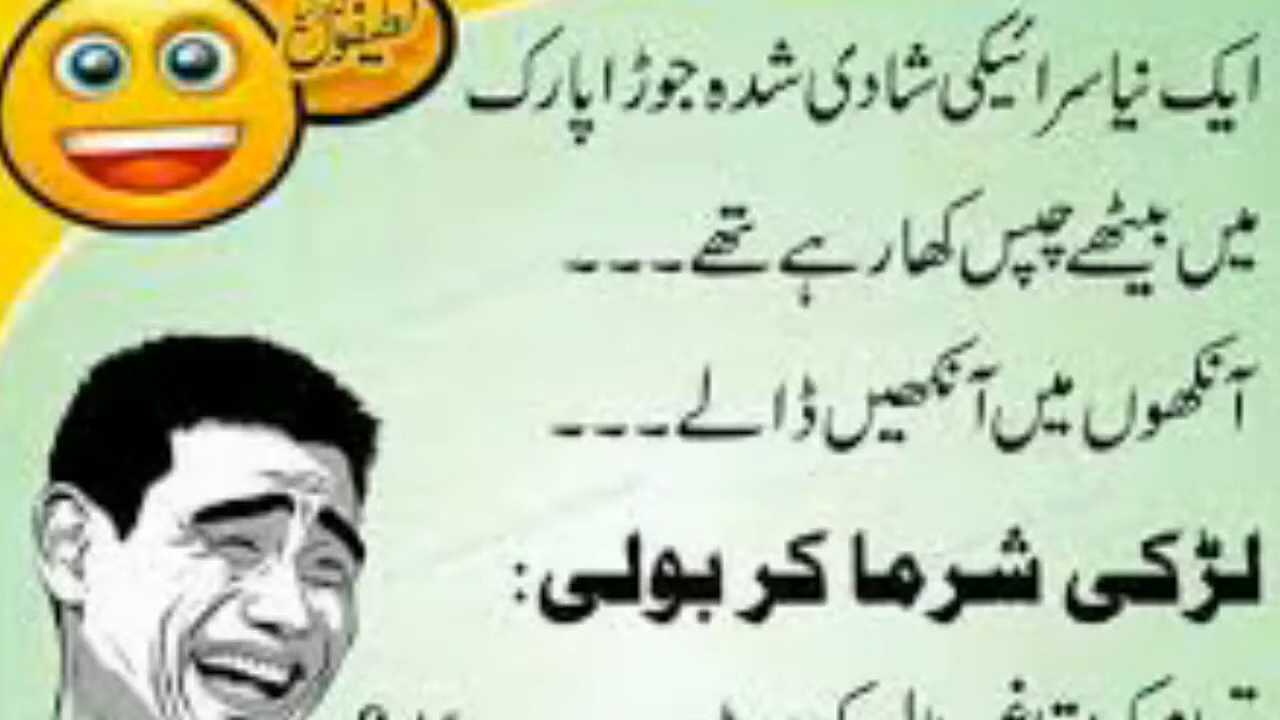 لطیفوں
ایک نیا سرائیکی شادی شدہ جوڑا پارک
میں بیٹھے چپس کھا رہے تھے۔۔۔
آنکھوں میں آنکھیں ڈالے۔۔۔
لڑکی شرما کر بولی: